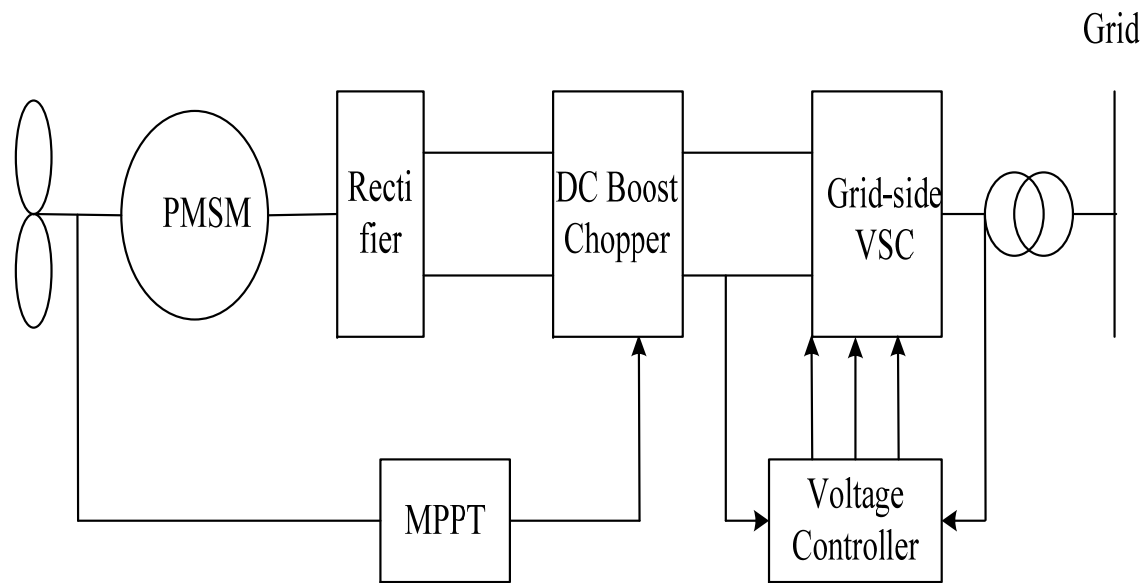 Grid
PMSM
Recti
fier
DC Boost
Chopper
Grid-side
VSC
MPPT
Voltage
Controller